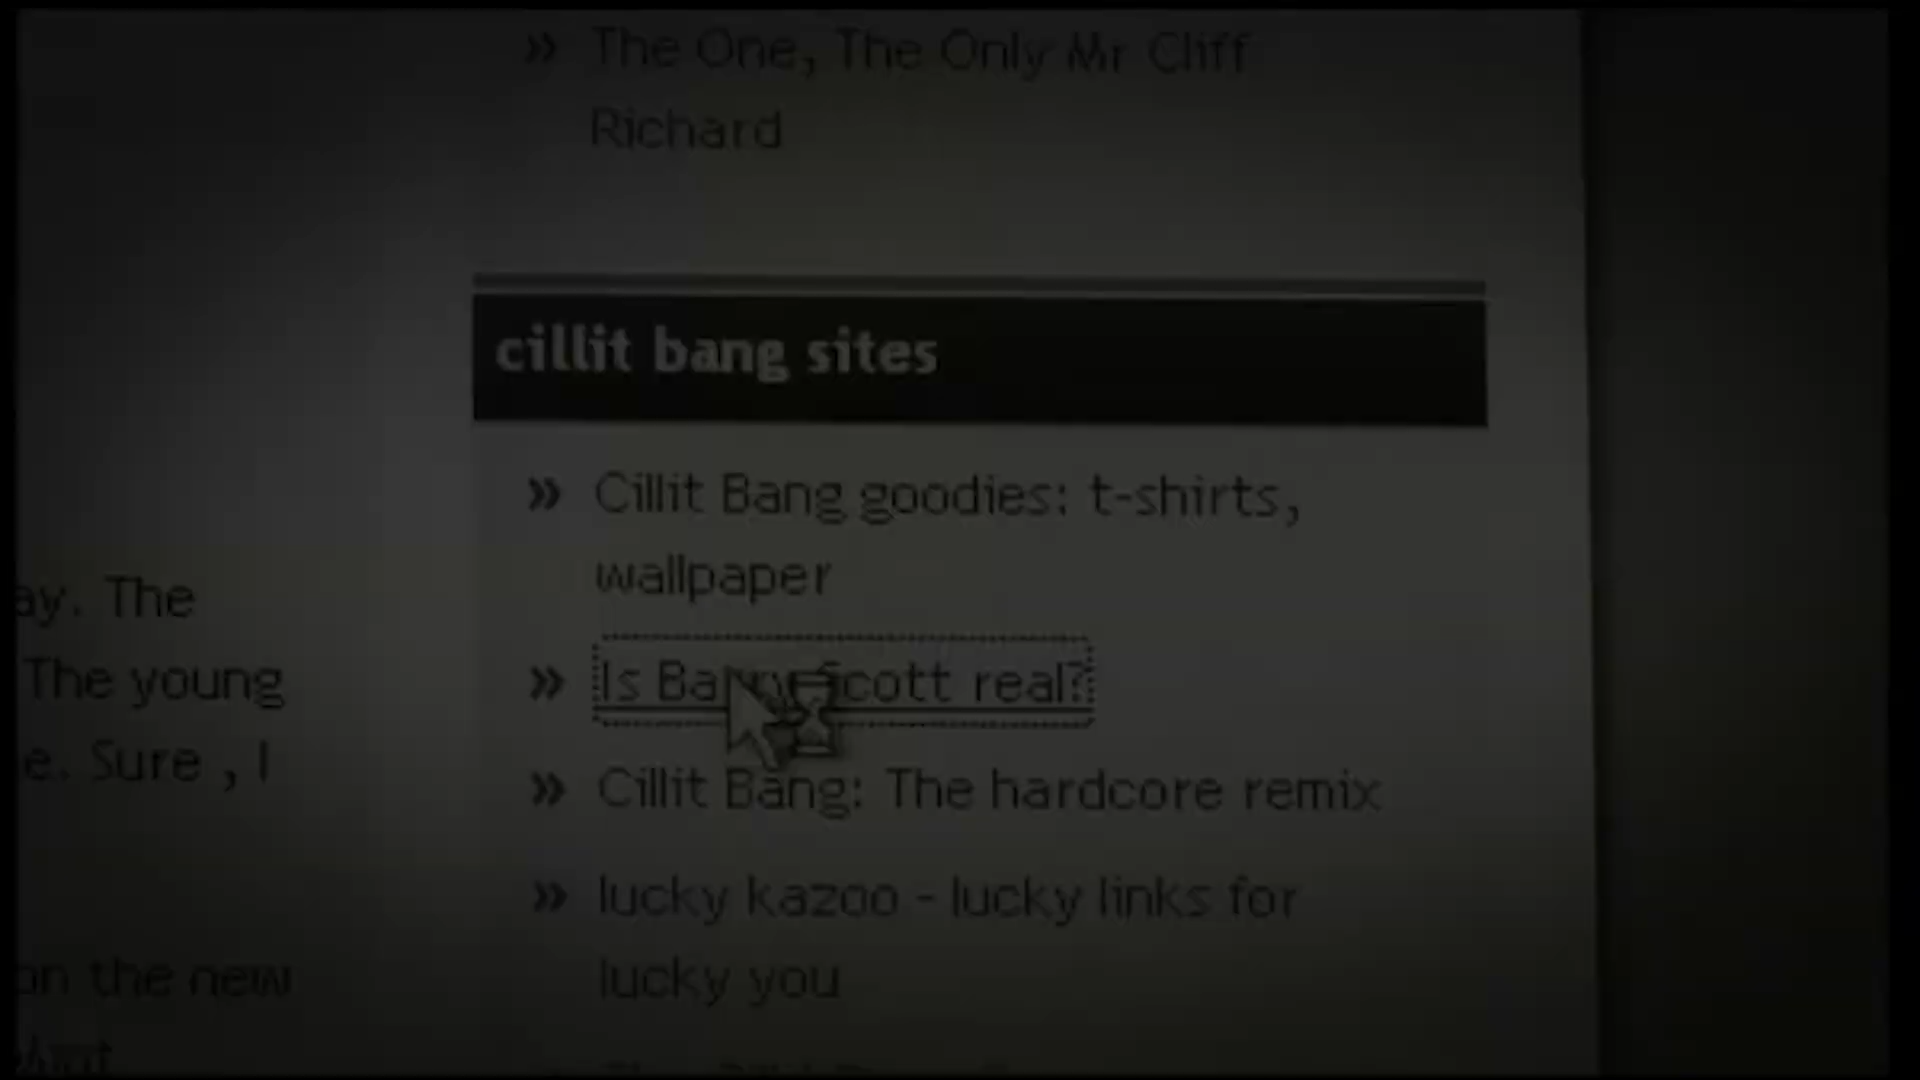 » The One, The Only Mr Cliff
Richard
cillit bang sites
» Cillit Bang goodies: t-shirts,
wallpaper
» Is Barry Scott real?
» Cillit Bang: The hardcore remix
» lucky kazoo - lucky links for
lucky you
ay. The
The young
e. Sure , I
on the new